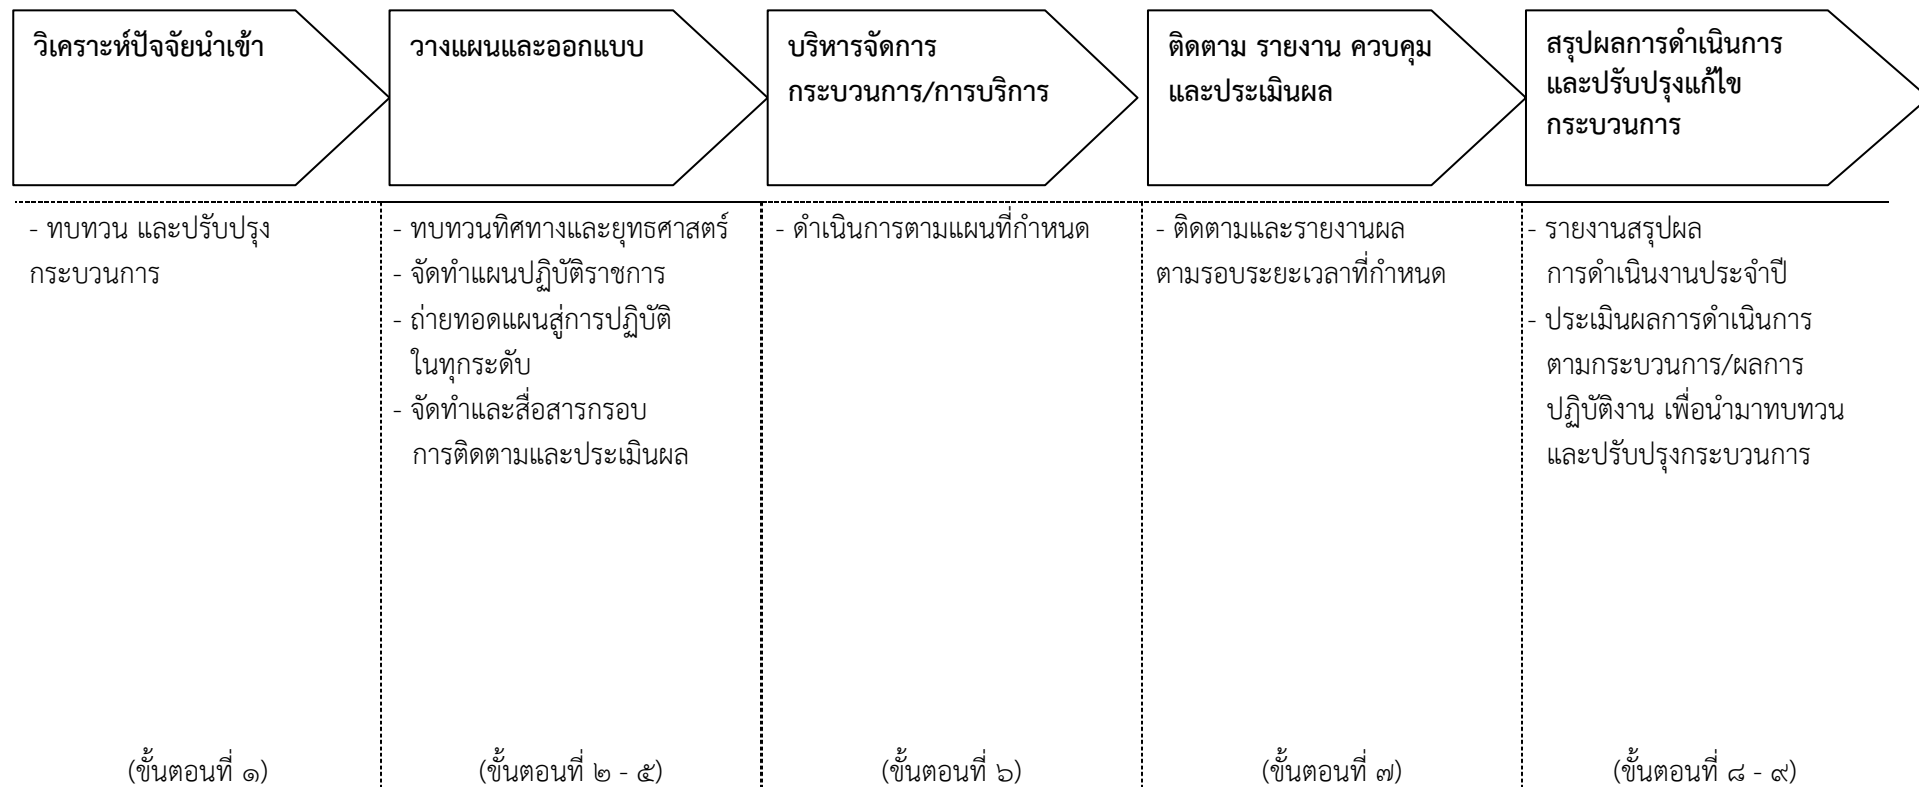 วิเคราะห์ปัจจัยนำเข้า
วางแผนและออกแบบ
บริหารจัดการ
กระบวนการ/การบริการ
ติดตาม รายงาน ควบคุม
และประเมินผล
สรุปผลการดำเนินการ
และปรับปรุงแก้ไข
กระบวนการ
- ทบทวน และปรับปรุง
กระบวนการ
- ทบทวนทิศทางและยุทธศาสตร์
- จัดทำแผนปฏิบัติราชการ
- ถ่ายทอดแผนสู่การปฏิบัติ
ในทุกระดับ
- จัดทำและสื่อสารกรอบ
การติดตามและประเมินผล
- ดำเนินการตามแผนที่กำหนด
- ติดตามและรายงานผล
ตามรอบระยะเวลาที่กำหนด
- รายงานสรุปผล
การดำเนินงานประจำปี
- ประเมินผลการดำเนินการ
ตามกระบวนการ/ผลการ
ปฏิบัติงาน เพื่อนำมาทบทวน
และปรับปรุงกระบวนการ
(ขั้นตอนที่ ๑)
(ขั้นตอนที่ ๒ - ๕)
(ขั้นตอนที่ ๖)
(ขั้นตอนที่ ๗)
(ขั้นตอนที่ ๘ - ๙)